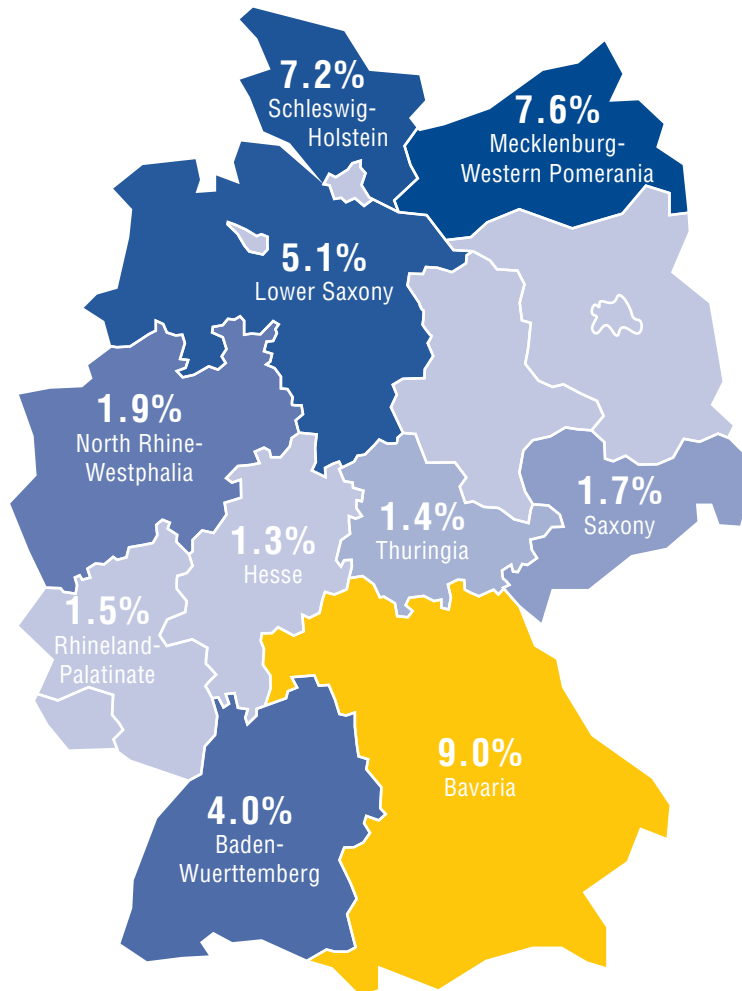 7.2%
Schleswig-
Holstein
7.6%
Mecklenburg-
Western Pomerania
5.1%
Lower Saxony
1.9%
North Rhine-
Westphalia
1.7%
Saxony
1.4%
Thuringia
1.3%
Hesse
1.5%
Rhineland-
Palatinate
9.0%
Bavaria
4.0%
Baden-
Wuerttemberg